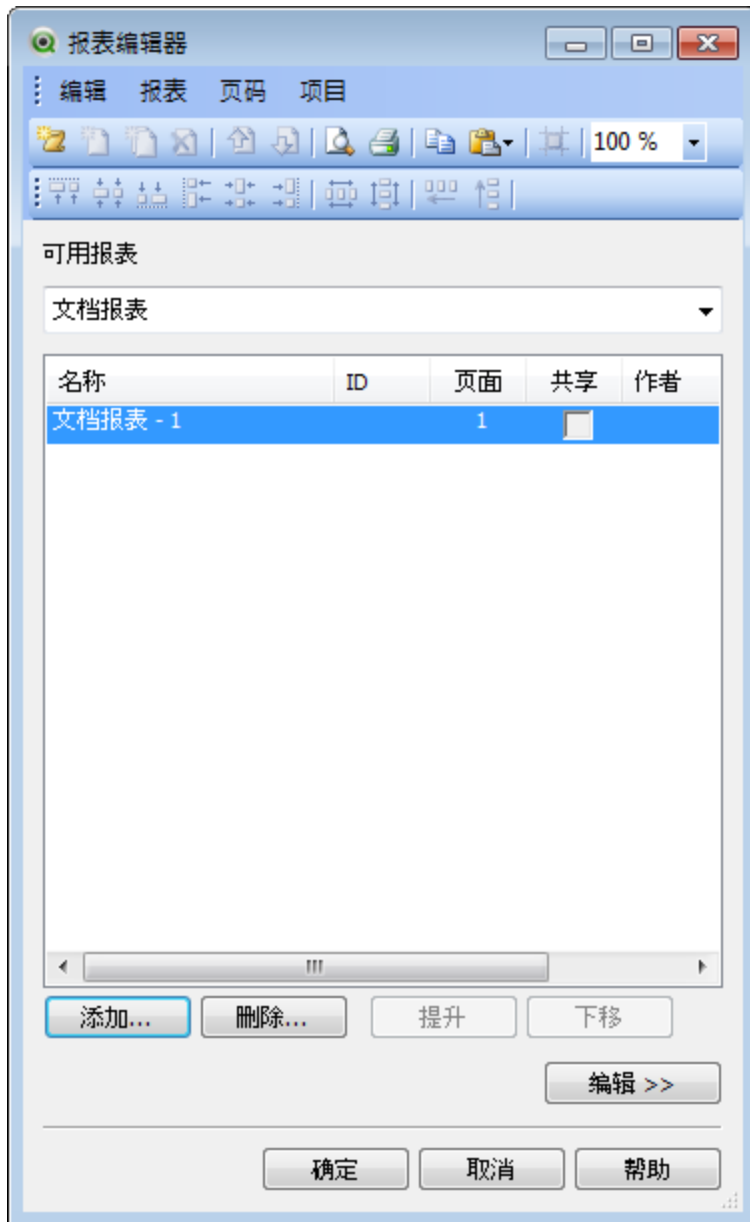 报表编辑器
编辑 报表 页码 项目
100 %
可用报表
文档报表
名称 ID 页面 共享 作者
文档报表 - 1 1
添加... 删除... 提升 下移
编辑 >>
确定 取消 帮助